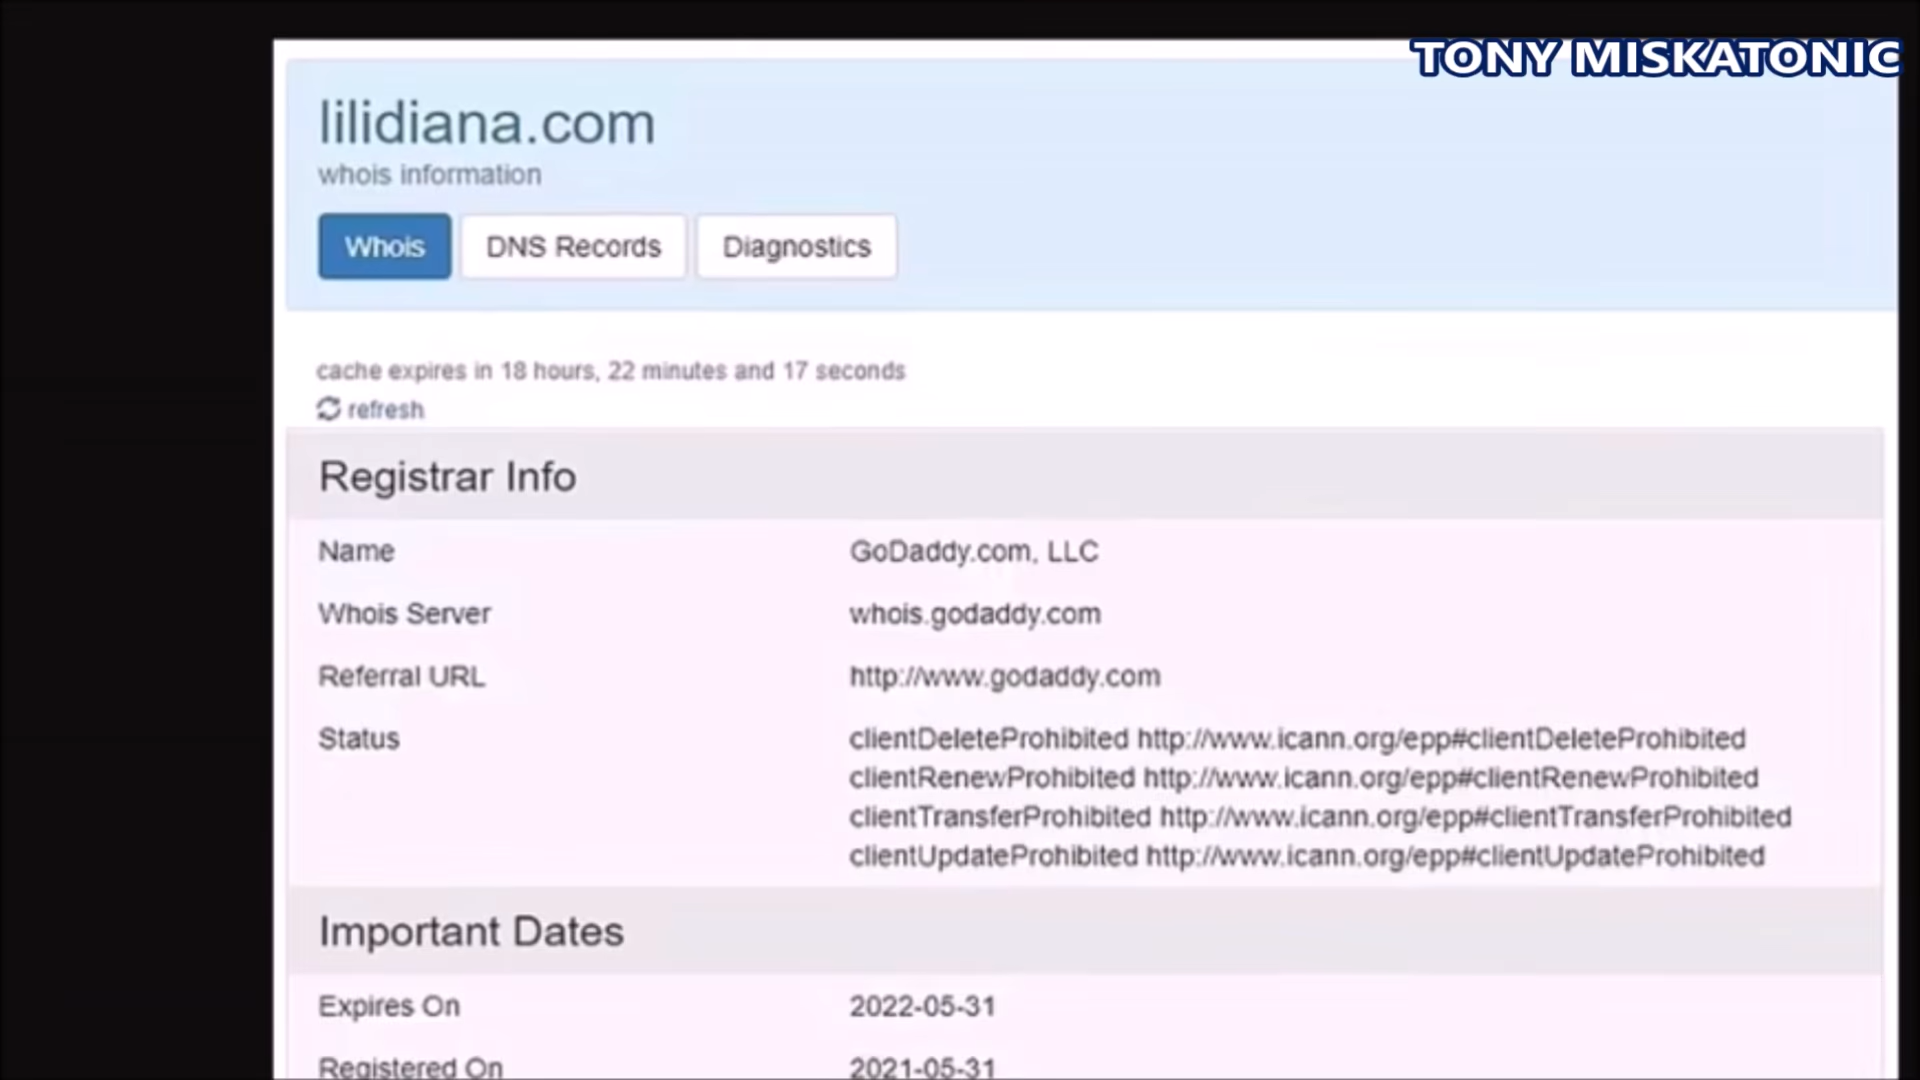 TONY MISKATONIC
lilidiana.com
whois information
Whois DNS Records Diagnostics
cache expires in 18 hours, 22 minutes and 17 seconds
refresh
Registrar Info
Name GoDaddy.com, LLC
Whois Server whois.godaddy.com
Referral URL http://www.godaddy.com
Status clientDeleteProhibited http://www.icann.org/epp#clientDeleteProhibited
clientRenewProhibited http://www.icann.org/epp#clientRenewProhibited
clientTransferProhibited http://www.icann.org/epp#clientTransferProhibited
clientUpdateProhibited http://www.icann.org/epp#clientUpdateProhibited
Important Dates
Expires On 2022-05-31
Registered On 2021-05-31